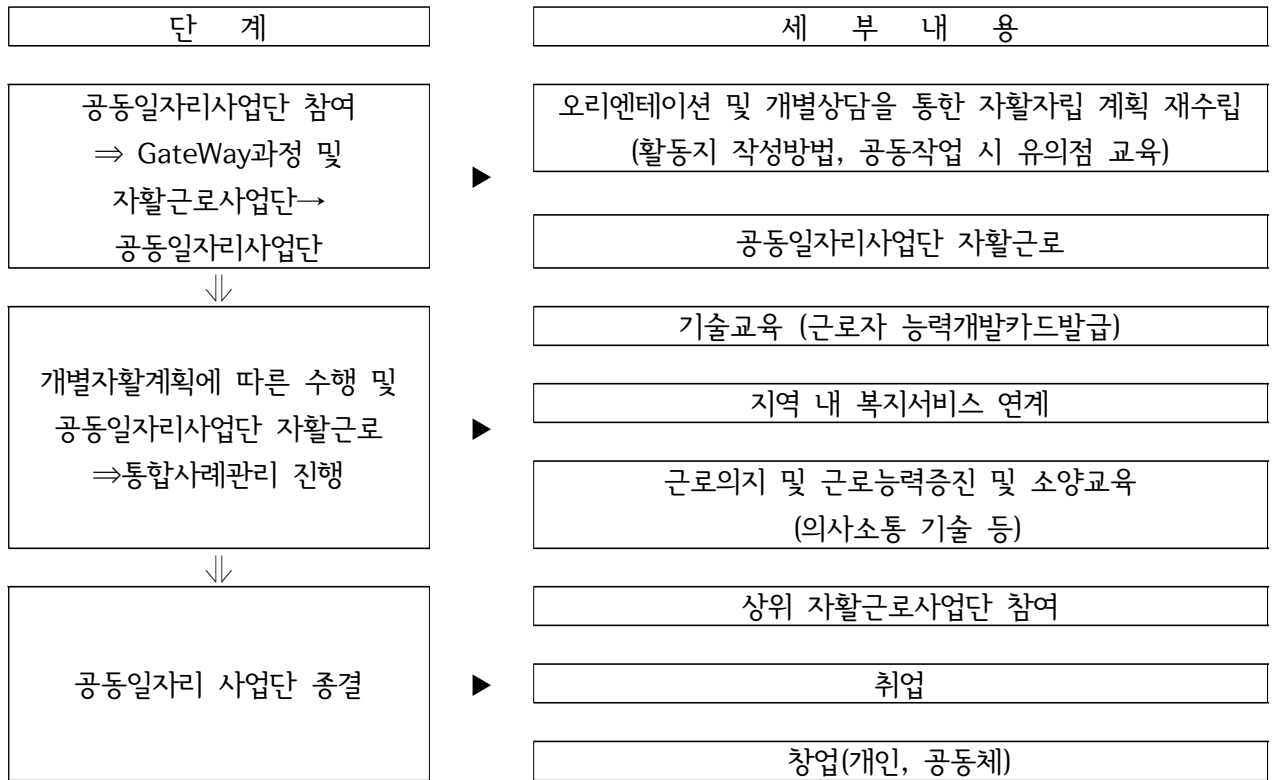 단 계
세 부 내 용
공동일자리사업단 참여
⇒ GateWay과정 및
자활근로사업단→
공동일자리사업단
▶
오리엔테이션 및 개별상담을 통한 자활자립 계획 재수립
(활동지 작성방법, 공동작업 시 유의점 교육)
공동일자리사업단 자활근로
⇓
개별자활계획에 따른 수행 및
공동일자리사업단 자활근로
⇒통합사례관리 진행
▶
기술교육 (근로자 능력개발카드발급)
지역 내 복지서비스 연계
근로의지 및 근로능력증진 및 소양교육
(의사소통 기술 등)
⇓
공동일자리 사업단 종결
▶
상위 자활근로사업단 참여
취업
창업(개인, 공동체)